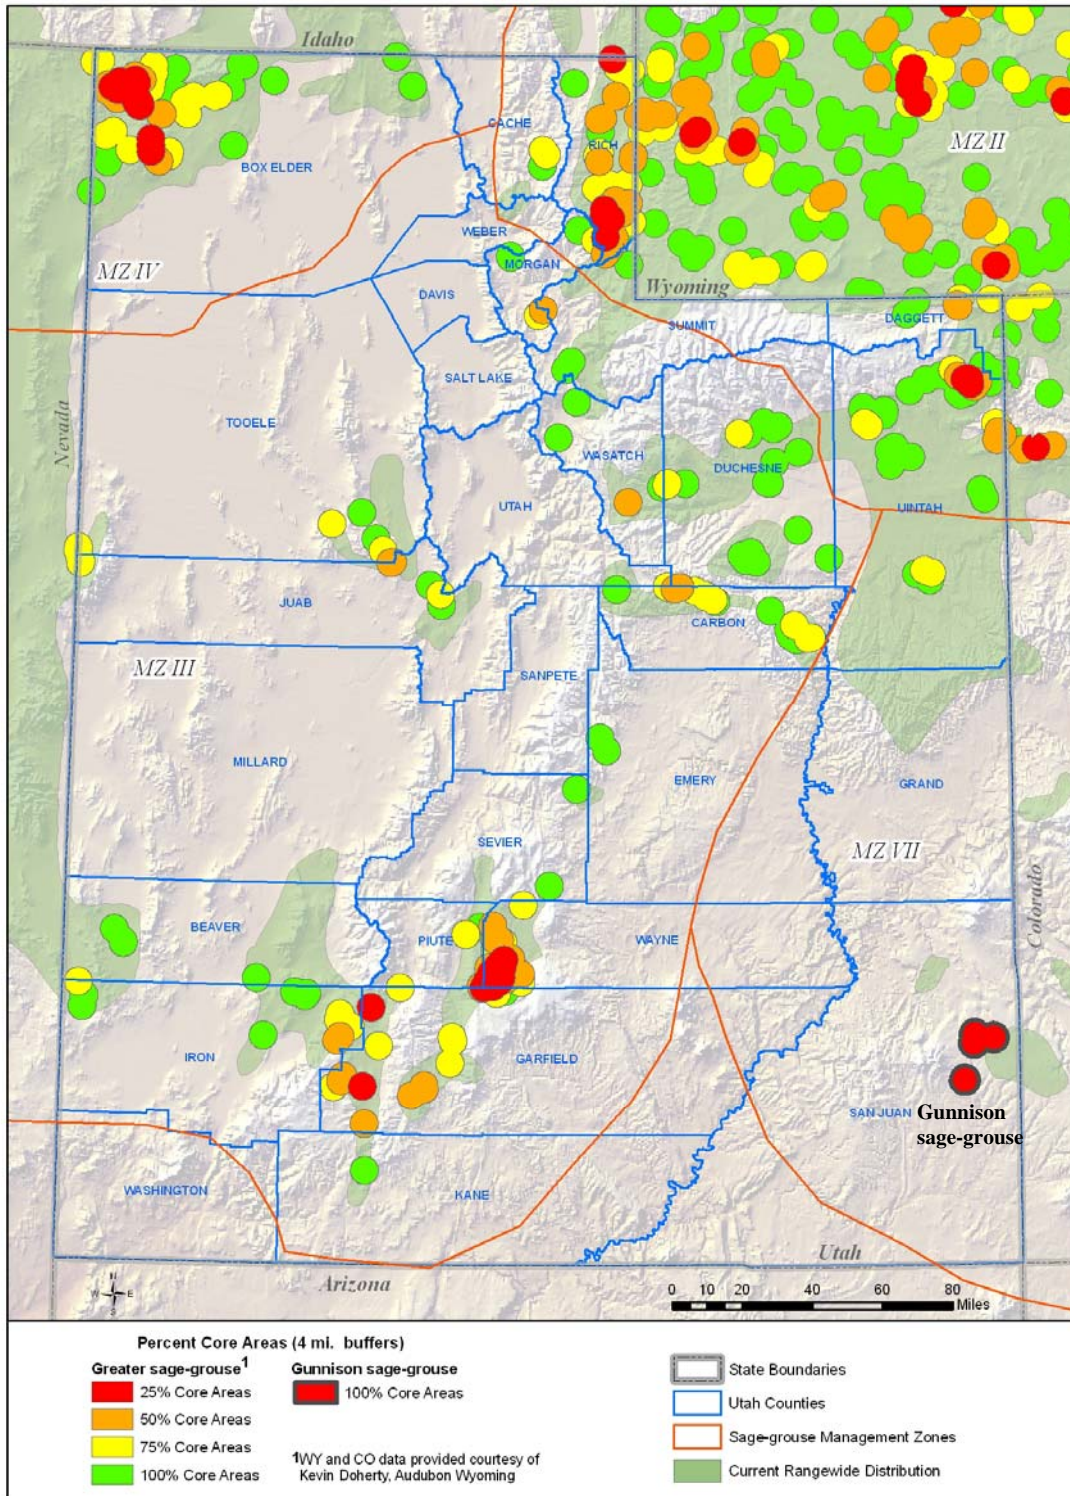 Idaho
CACHE
RICH
MZ II
BOX ELDER
WEBER
MORGAN
MZ IV
DAVIS
Wyoming
SUMMIT
DAGGETT
SALT LAKE
Nevada
TOOELE
WASATCH
DUCHESNE
UTAH
UINTAH
JUAB
CARBON
MZ III
SANPETE
MILLARD
EMERY
GRAND
SEVIER
MZ VII
Colorado
BEAVER
PIUTE
WAYNE
IRON
GARFIELD
SAN JUAN
Gunnison
sage-grouse
WASHINGTON
KANE
Utah
Arizona
N
W E
S
0 10 20 40 60 80
Miles
Percent Core Areas (4 mi. buffers)
Greater sage-grouse1
25% Core Areas
50% Core Areas
75% Core Areas
100% Core Areas
Gunnison sage-grouse
100% Core Areas
1WY and CO data provided courtesy of
Kevin Doherty, Audubon Wyoming
State Boundaries
Utah Counties
Sage-grouse Management Zones
Current Rangewide Distribution